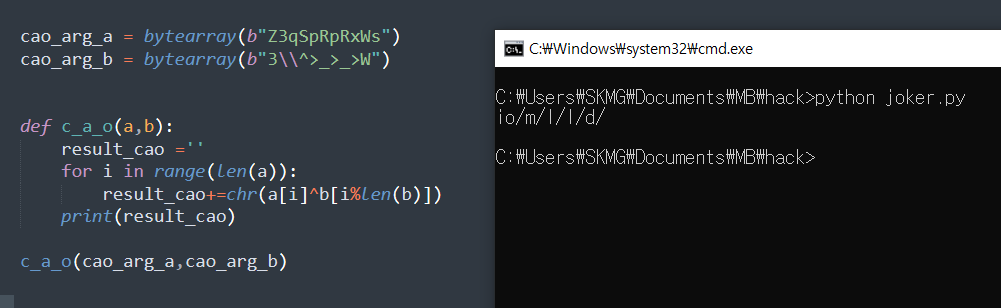 cao_arg_a = bytearray(b"Z3qSpRpRxWs")
cao_arg_b = bytearray(b"3\\^>_>_>W")
def c_a_o(a,b):
result_cao =''
for i in range(len(a)):
result_cao+=chr(a[i]^b[i%len(b)])
print(result_cao)
c_a_o(cao_arg_a,cao_arg_b)
C:₩Windows₩system32₩cmd.exe
C:₩Users₩SKMG₩Documents₩MB₩hack>python joker.py
io/m/l/l/d/
C:₩Users₩SKMG₩Documents₩MB₩hack>